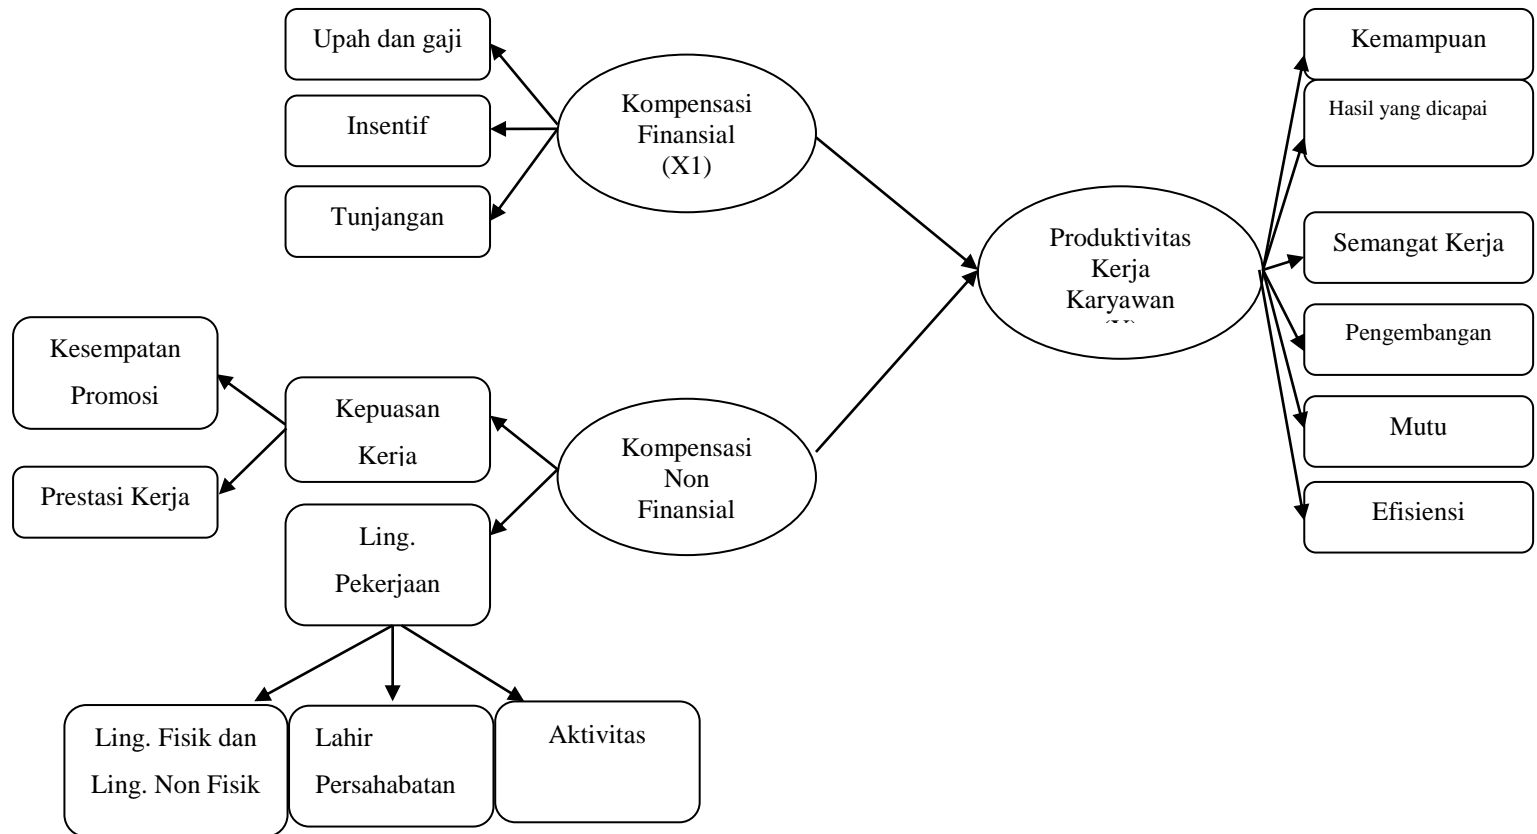 Upah dan gaji
Insentif
Tunjangan
Kompensasi
Finansial
(X1)
Kemampuan
Hasil yang dicapai
Semangat Kerja
Pengembangan
Mutu
Efisiensi
Produktivitas
Kerja
Karyawan
Kesempatan
Promosi
Prestasi Kerja
Kepuasan
Kerja
Kompensasi
Non
Finansial
Ling.
Pekerjaan
Ling. Fisik dan
Ling. Non Fisik
Lahir
Persahabatan
Aktivitas